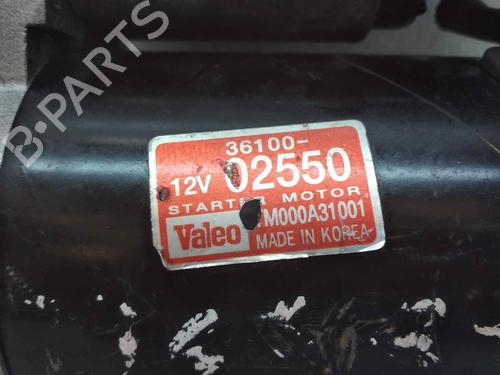 B-PARTS
36100-
12V 02550
STARTER MOTOR
Valeo
M000A31001
MADE IN KOREA